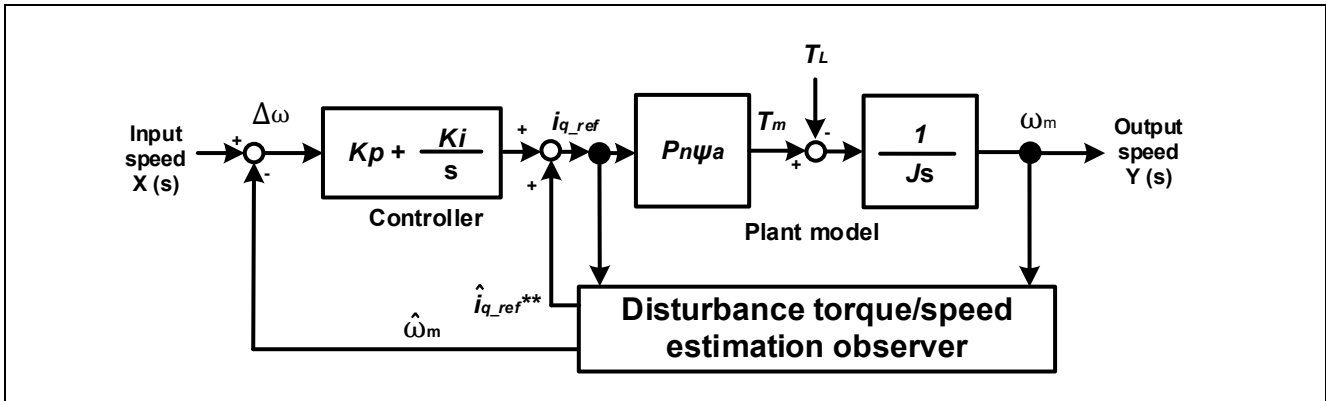 T_L
Δω
i_q_ref
T_m
ω_m
Input
speed
X (s)
+
-
Kp + Ki/s
+
+
P_nψ_a
+
-
1/Js
Output
speed
Y (s)
Controller
Plant model
î_q_ref**
ω̂_m
Disturbance torque/speed
estimation observer